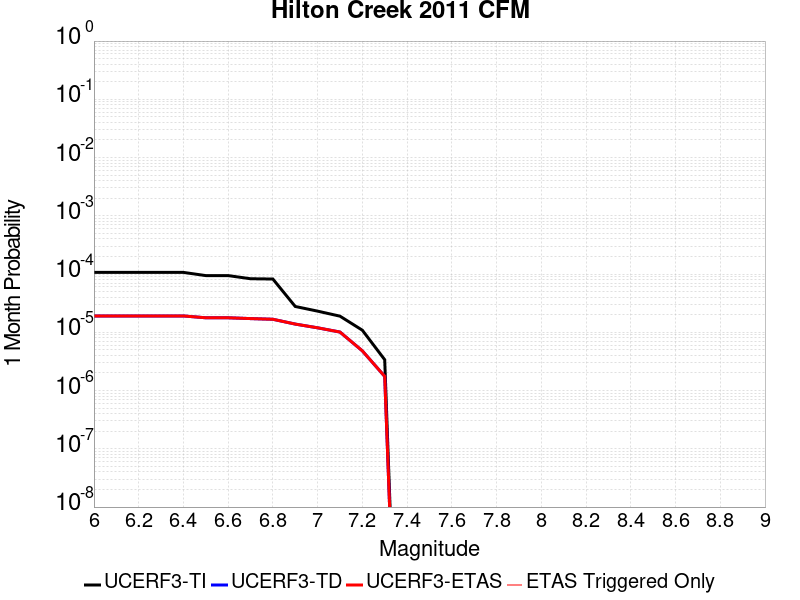 Hilton Creek 2011 CFM
10^0
10^-1
10^-2
10^-3
10^-4
10^-5
10^-6
10^-7
10^-8
1 Month Probability
6 6.2 6.4 6.6 6.8 7 7.2 7.4 7.6 7.8 8 8.2 8.4 8.6 8.8 9
Magnitude
UCERF3-TI UCERF3-TD UCERF3-ETAS ETAS Triggered Only